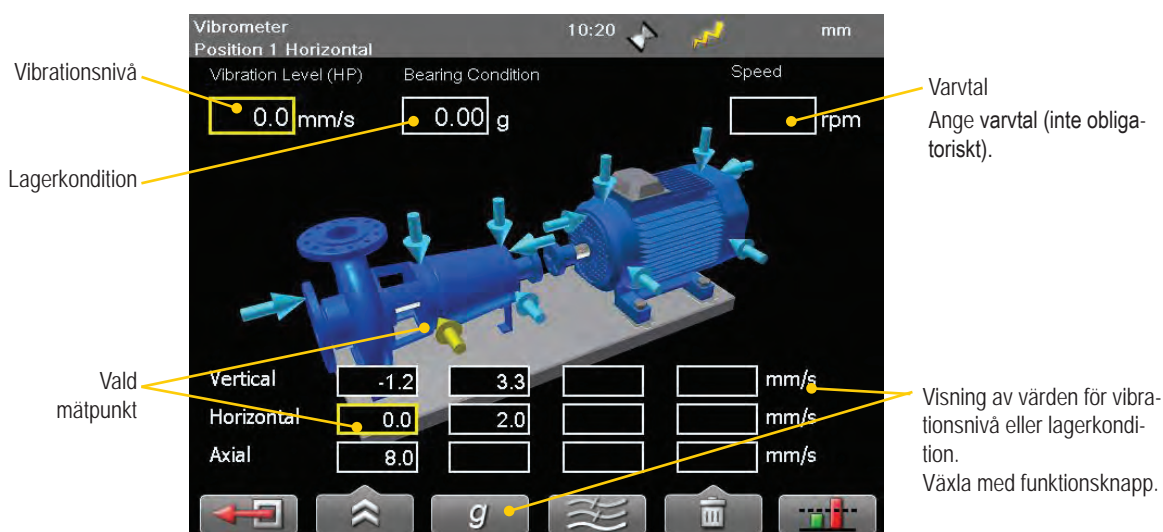 Vibrometer
10:20
mm
Position 1 Horizontal
Vibration Level (HP)
Bearing Condition
Speed
0.0 mm/s
0.00 g
rpm
Vibrationsnivå
Lagerkondition
Varvtal
Ange varvtal (inte obliga-
toriskt).
Vald
mätpunkt
Vertical -1.2 3.3 mm/s
Horizontal 0.0 2.0 mm/s
Axial 8.0 mm/s
g
Visning av värden för vibra-
tionsnivå eller lagerkondi-
tion.
Växla med funktionsknapp.